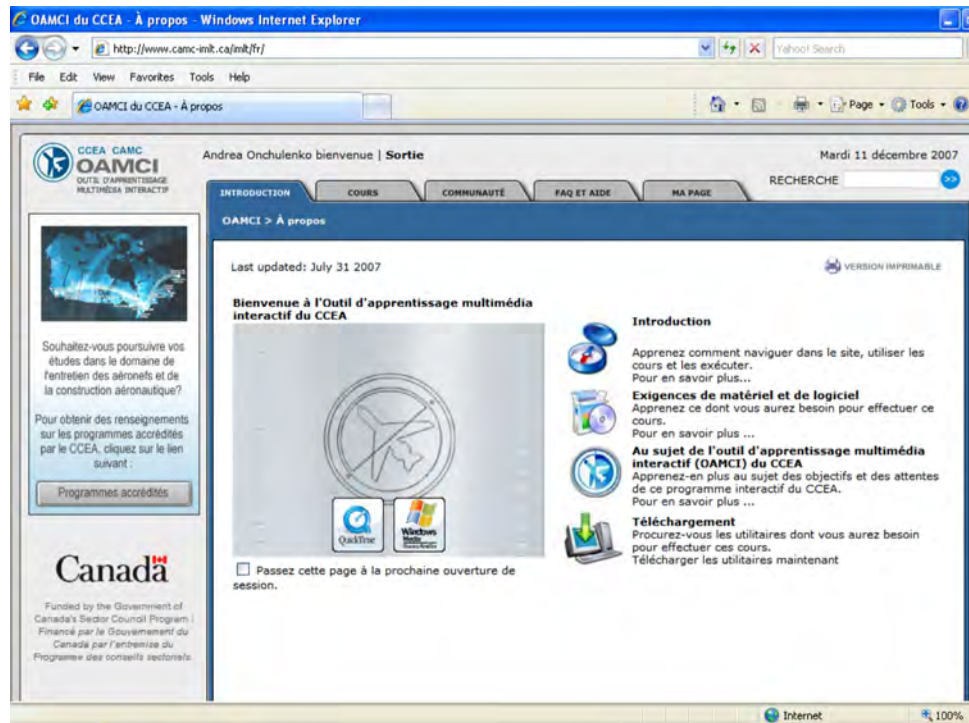 OAMCI du CCEA - À propos - Windows Internet Explorer
http://www.camc-imlt.ca/imlt/fr/
Yahoo! Search
File Edit View Favorites Tools Help
OAMCI du CCEA - À propos
Page Tools
CCEA CAMC
OAMCI
OUTIL D'APPRENTISSAGE
MULTIMÉDIA INTERACTIF
Andrea Onchulenko bienvenue | Sortie
Mardi 11 décembre 2007
RECHERCHE
INTRODUCTION COURS COMMUNAUTÉ FAQ ET AIDE MA PAGE
OAMCI > À propos
Souhaitez-vous poursuivre vos
études dans le domaine de
l'entretien des aéronefs et de
la construction aéronautique?
Pour obtenir des renseignements
sur les programmes accrédités
par le CCEA, cliquez sur le lien
suivant :
Programmes accrédités
Canada
Funded by the Government of
Canada's Sector Council Program
Financé par le Gouvernement du
Canada par l'entremise du
Programme des conseils sectoriels
Last updated: July 31 2007
VERSION IMPRIMABLE
Bienvenue à l'Outil d'apprentissage multimédia
interactif du CCEA
QuickTime
Windows
Media
Passez cette page à la prochaine ouverture de
session.
Introduction
Apprenez comment naviguer dans le site, utiliser les
cours et les exécuter.
Pour en savoir plus...
Exigences de matériel et de logiciel
Apprenez ce dont vous aurez besoin pour effectuer ce
cours.
Pour en savoir plus ...
Au sujet de l'outil d'apprentissage multimédia
interactif (OAMCI) du CCEA
Apprenez-en plus au sujet des objectifs et des attentes
de ce programme interactif du CCEA.
Pour en savoir plus ...
Téléchargement
Procurez-vous les utilitaires dont vous aurez besoin
pour effectuer ces cours.
Télécharger les utilitaires maintenant
Internet
100%